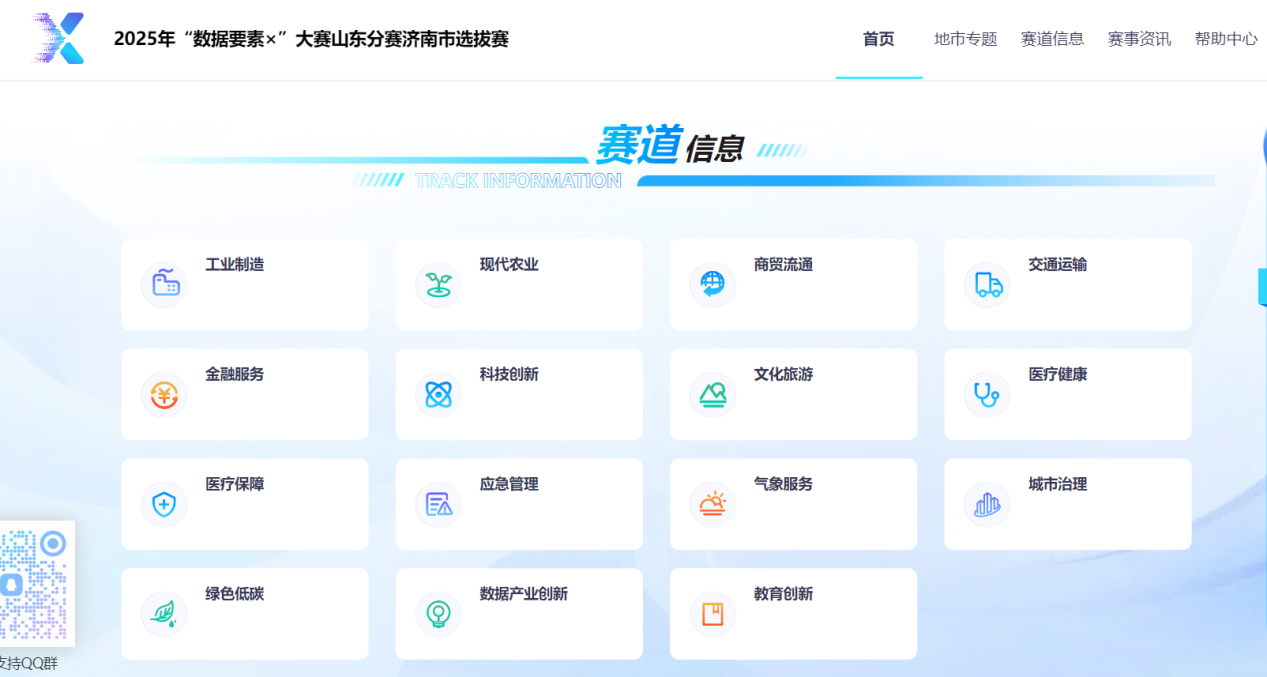 2025年“数据要素×”大赛山东分赛济南市选拔赛
首页 地市专题 赛道信息 赛事资讯 帮助中心
赛道信息
TRACK INFORMATION
工业制造 现代农业 商贸流通 交通运输
金融服务 科技创新 文化旅游 医疗健康
医疗保障 应急管理 气象服务 城市治理
绿色低碳 数据产业创新 教育创新
支持QQ群